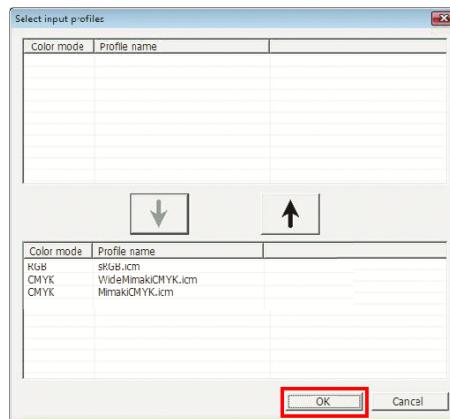 Select input profiles
Color mode Profile name
Color mode Profile name
RGB sRGB.icm
CMYK WideMimakiCMYK.icm
CMYK MimakiCMYK.icm
OK Cancel